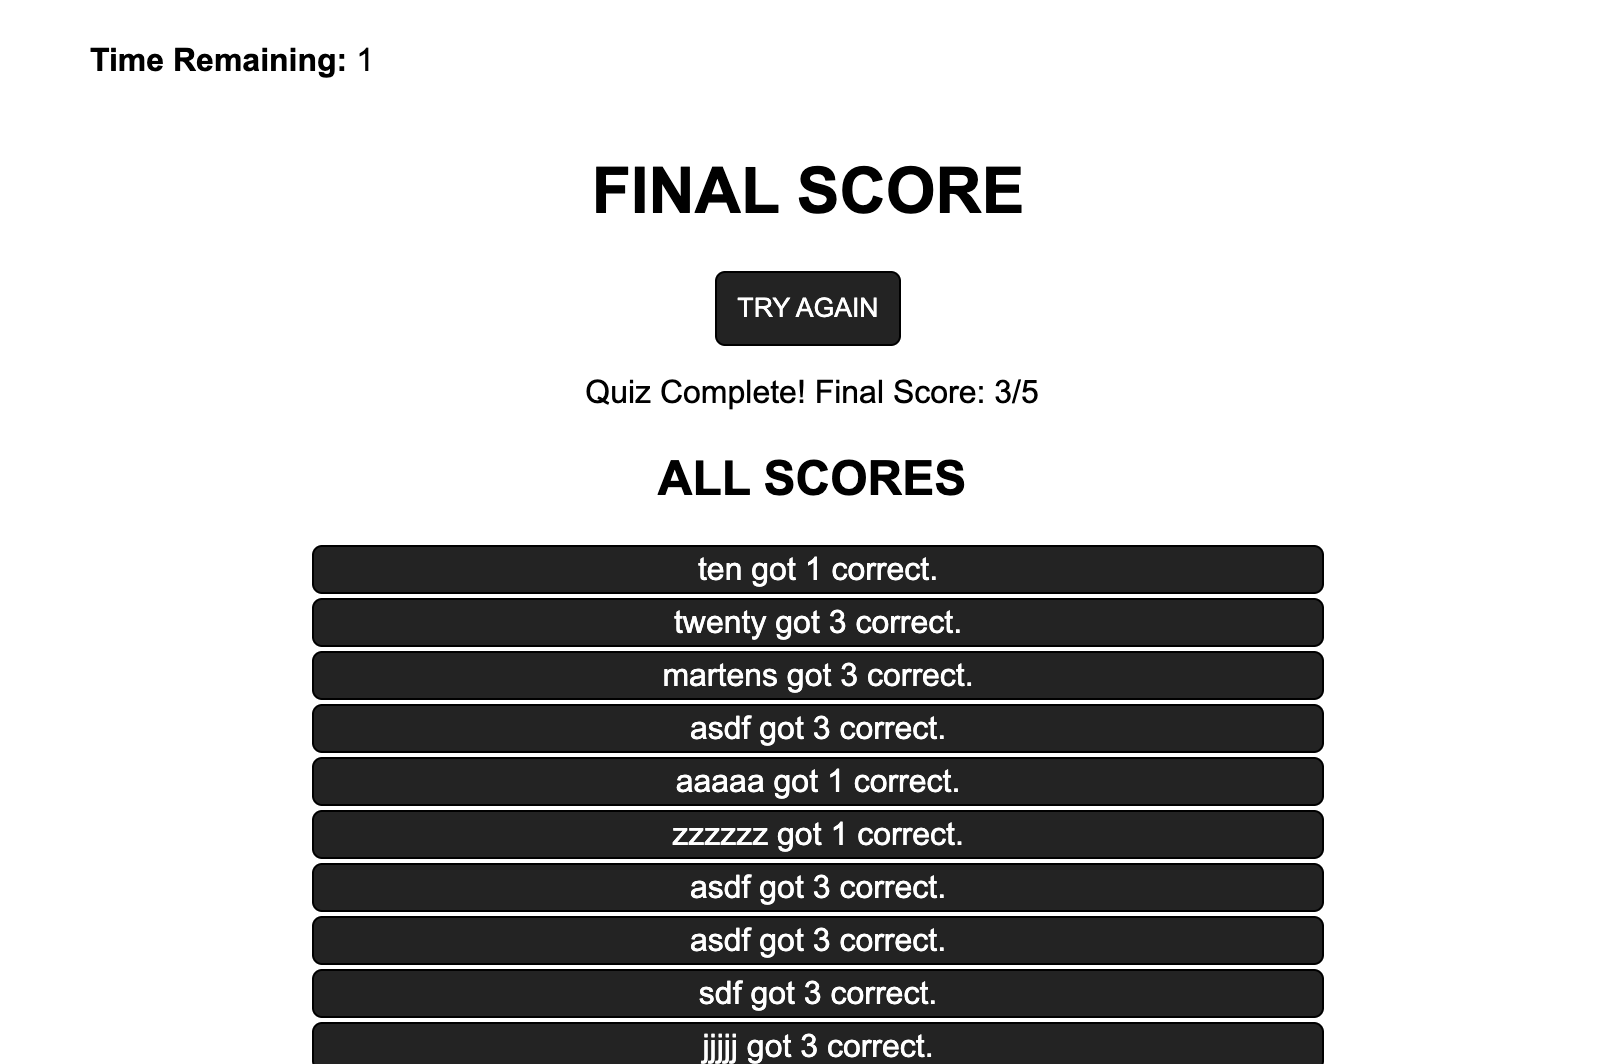 Time Remaining: 1
FINAL SCORE
TRY AGAIN
Quiz Complete! Final Score: 3/5
ALL SCORES
ten got 1 correct.
twenty got 3 correct.
martens got 3 correct.
asdf got 3 correct.
aaaaa got 1 correct.
zzzzzz got 1 correct.
asdf got 3 correct.
asdf got 3 correct.
sdf got 3 correct.
jjjjj got 3 correct.